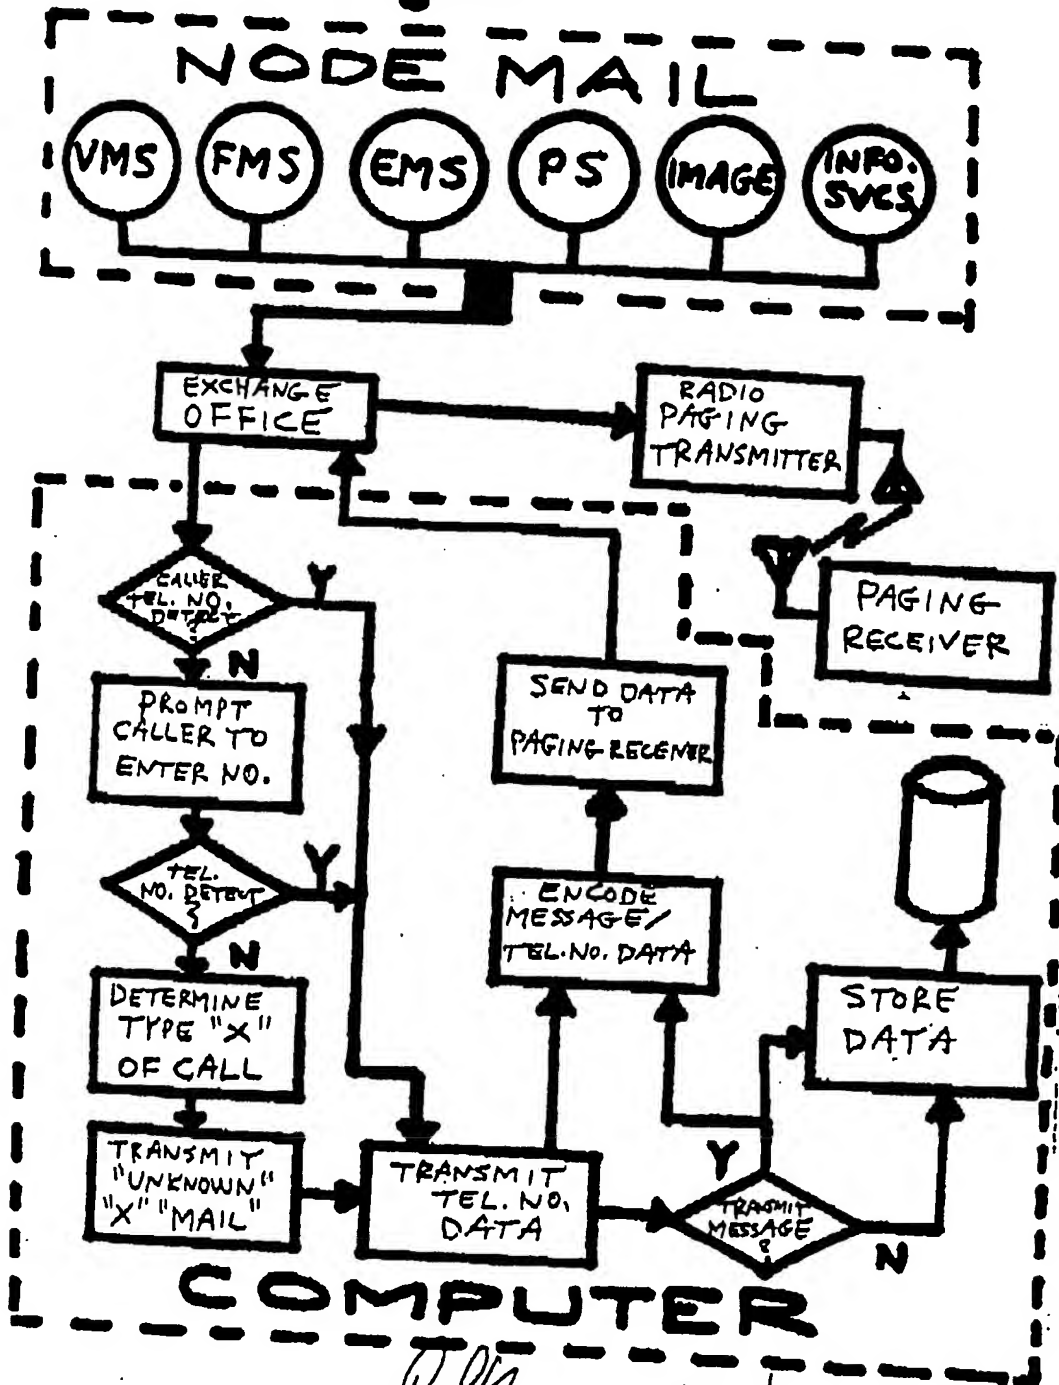 NODE MAIL
VMS
FMS
EMS
PS
IMAGE
INFO.
SVCS
EXCHANGE
OFFICE
RADIO
PAGING
TRANSMITTER
PAGING
RECEIVER
CALLER
TEL. NO.
DETECT
?
Y
N
PROMPT
CALLER TO
ENTER NO.
TEL.
NO. DETECT
?
Y
N
DETERMINE
TYPE "X"
OF CALL
TRANSMIT
"UNKNOWN"
"X" "MAIL"
SEND DATA
TO
PAGING RECEIVER
ENCODE
MESSAGE/
TEL. NO. DATA
STORE
DATA
TRANSMIT
TEL. NO.
DATA
Y
TRANSMIT
MESSAGE
?
N
COMPUTER